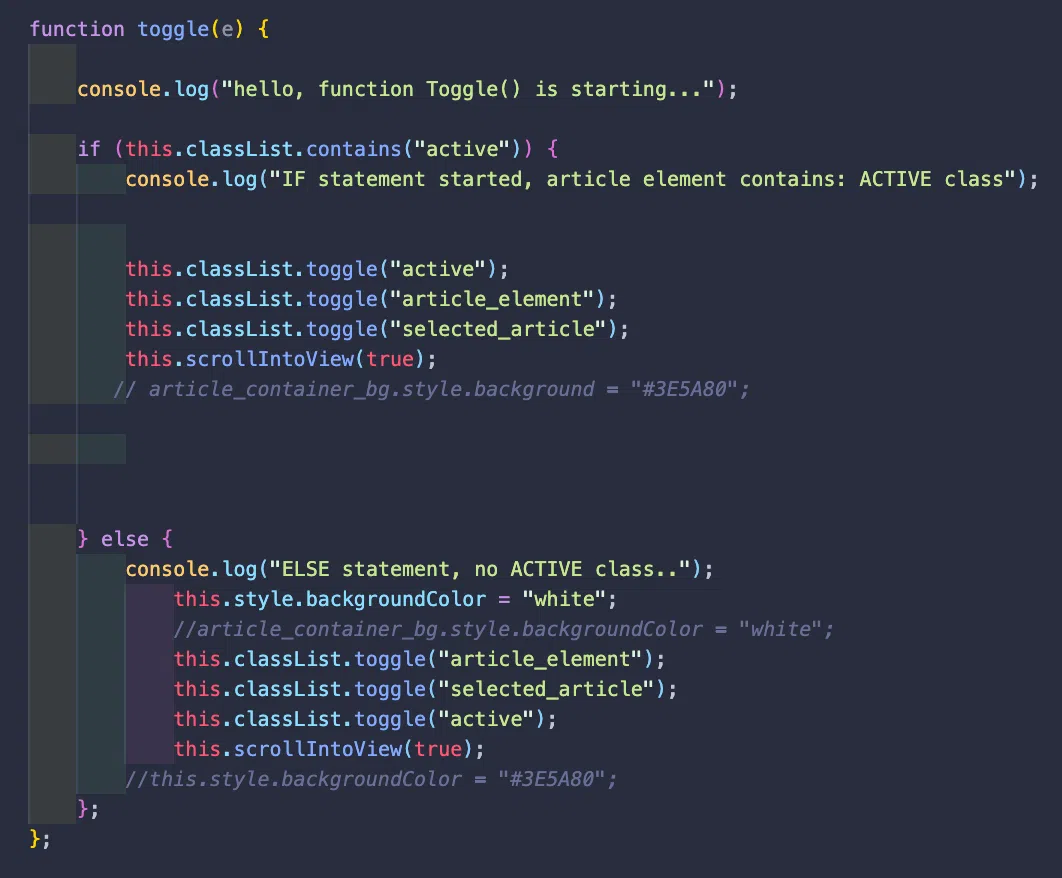 function toggle(e) {
console.log("hello, function Toggle() is starting...");
if (this.classList.contains("active")) {
console.log("IF statement started, article element contains: ACTIVE class");
this.classList.toggle("active");
this.classList.toggle("article_element");
this.classList.toggle("selected_article");
this.scrollIntoView(true);
// article_container_bg.style.background = "#3E5A80";
} else {
console.log("ELSE statement, no ACTIVE class..");
this.style.backgroundColor = "white";
//article_container_bg.style.backgroundColor = "white";
this.classList.toggle("article_element");
this.classList.toggle("selected_article");
this.classList.toggle("active");
this.scrollIntoView(true);
//this.style.backgroundColor = "#3E5A80";
};
};